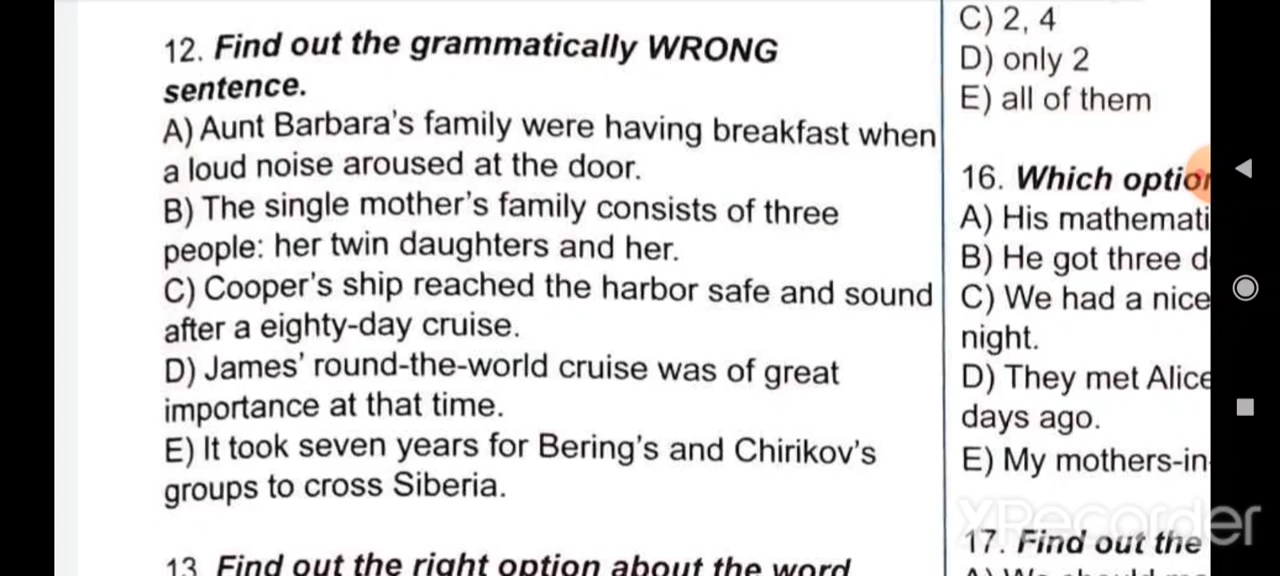 12. Find out the grammatically WRONG
sentence.
A) Aunt Barbara's family were having breakfast when
a loud noise aroused at the door.
B) The single mother's family consists of three
people: her twin daughters and her.
C) Cooper's ship reached the harbor safe and sound
after a eighty-day cruise.
D) James' round-the-world cruise was of great
importance at that time.
E) It took seven years for Bering's and Chirikov's
groups to cross Siberia.
13. Find out the right option about the word
C) 2, 4
D) only 2
E) all of them
16. Which option
A) His mathemati
B) He got three d
C) We had a nice
night.
D) They met Alice
days ago.
E) My mothers-in-
17. Find out the
XRecorder